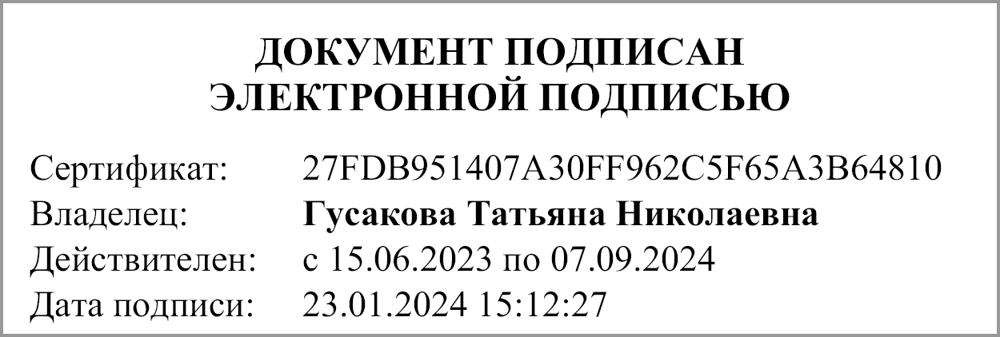 ДОКУМЕНТ ПОДПИСАН
ЭЛЕКТРОННОЙ ПОДПИСЬЮ
Сертификат: 27FDB951407A30FF962C5F65A3B64810
Владелец: Гусакова Татьяна Николаевна
Действителен: с 15.06.2023 по 07.09.2024
Дата подписи: 23.01.2024 15:12:27